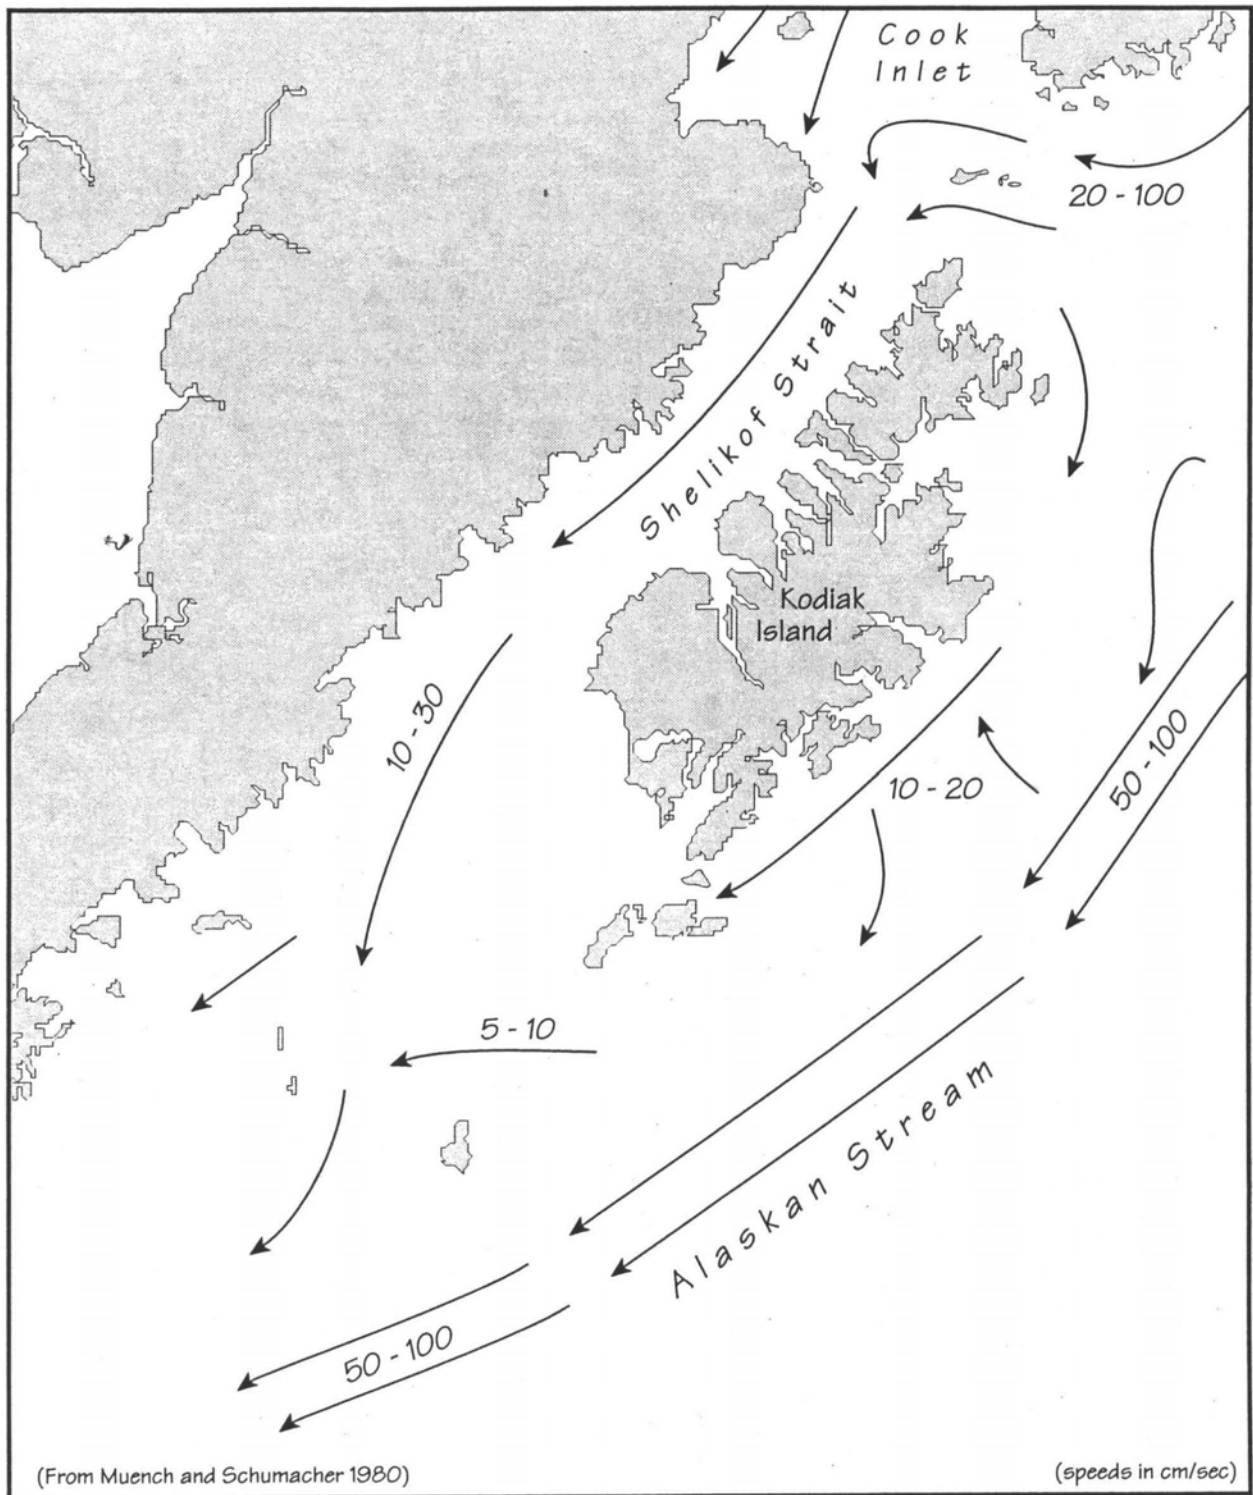 Cook
Inlet
20 - 100
Shelikof Strait
Kodiak
Island
10 - 30
10 - 20
50 - 100
5 - 10
Alaskan Stream
50 - 100
(From Muench and Schumacher 1980)
(speeds in cm/sec)